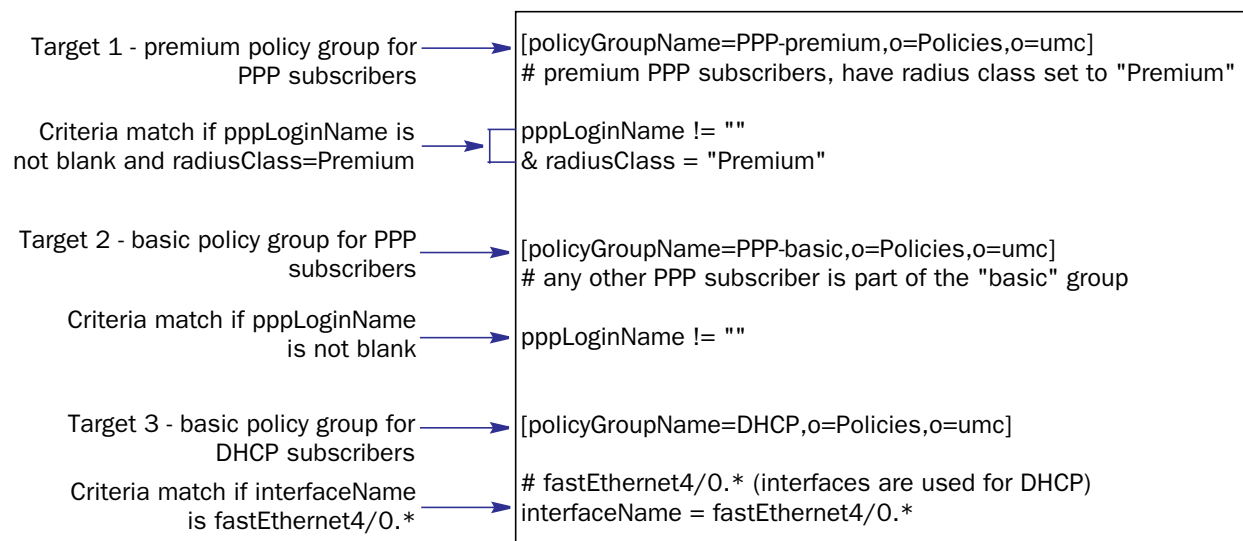 Target 1 - premium policy group for
PPP subscribers
[policyGroupName=PPP-premium,o=Policies,o=umc]
# premium PPP subscribers, have radius class set to "Premium"
Criteria match if pppLoginName is
not blank and radiusClass=Premium
pppLoginName != ""
& radiusClass = "Premium"
Target 2 - basic policy group for PPP
subscribers
[policyGroupName=PPP-basic,o=Policies,o=umc]
# any other PPP subscriber is part of the "basic" group
Criteria match if pppLoginName
is not blank
pppLoginName != ""
Target 3 - basic policy group for
DHCP subscribers
[policyGroupName=DHCP,o=Policies,o=umc]
Criteria match if interfaceName
is fastEthernet4/0.*
# fastEthernet4/0.* (interfaces are used for DHCP)
interfaceName = fastEthernet4/0.*